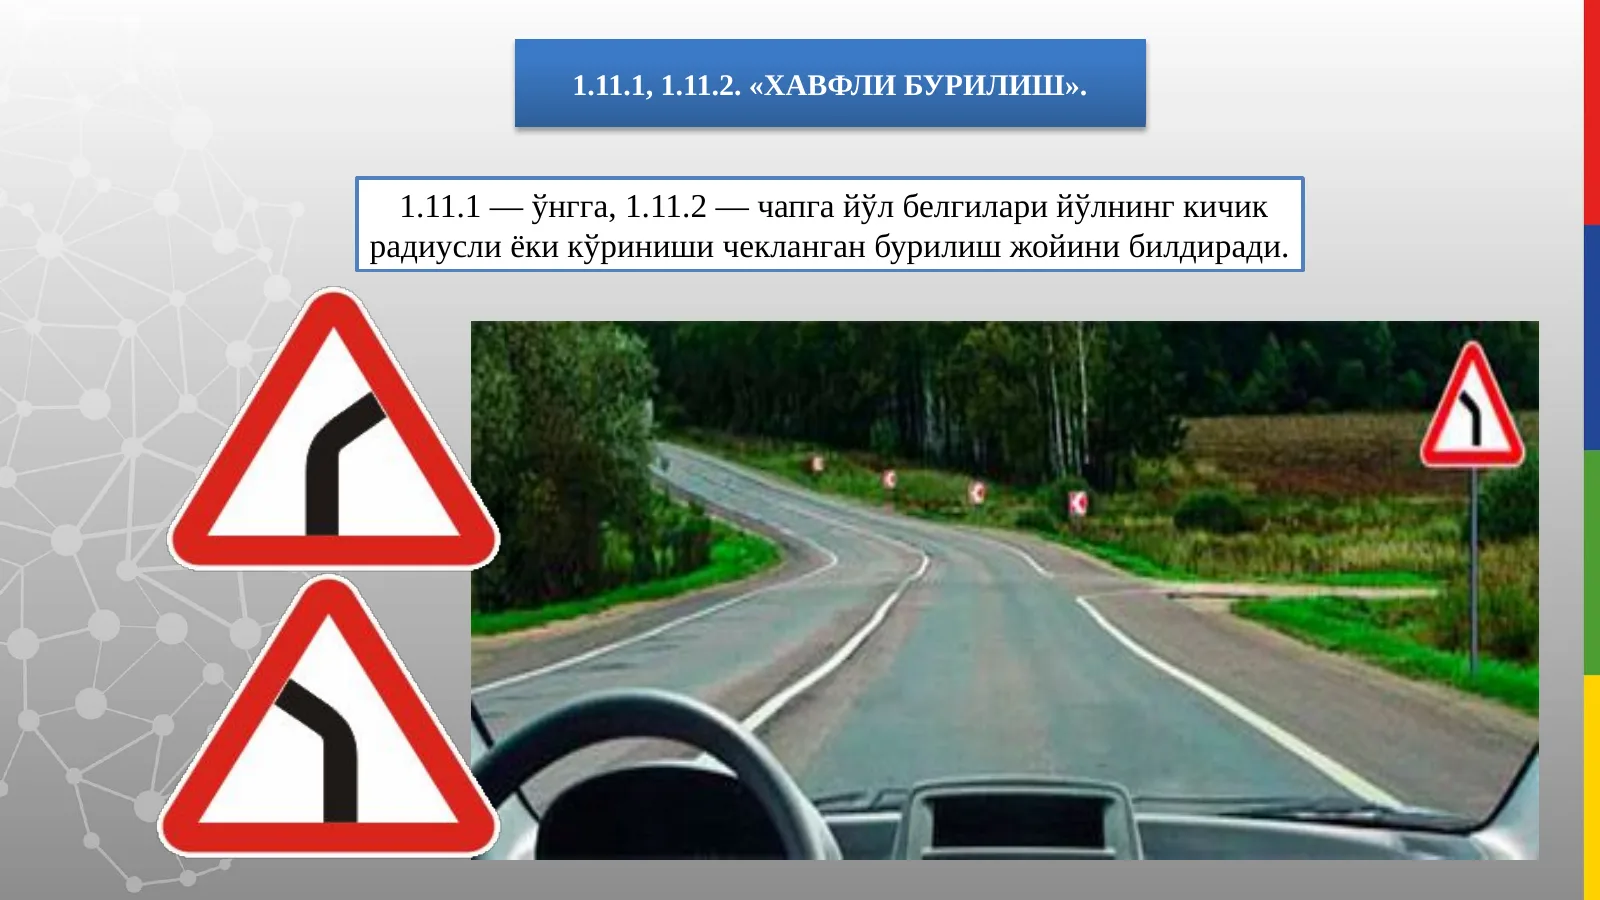 1.11.1, 1.11.2. «ХАВФЛИ БУРИЛИШ».
1.11.1 — ўнгга, 1.11.2 — чапга йўл белгилари йўлнинг кичик
радиусли ёки кўриниши чекланган бурилиш жойини билдиради.